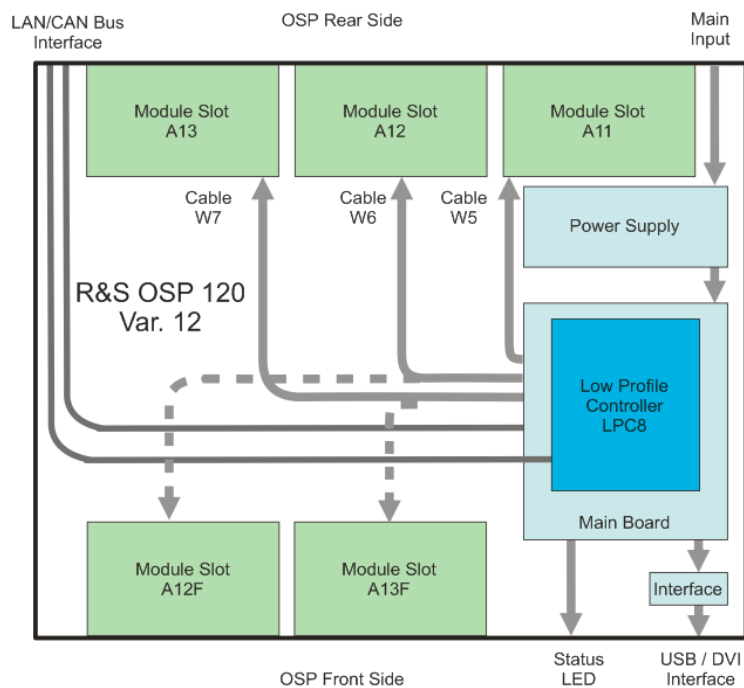 LAN/CAN Bus
Interface
OSP Rear Side
Main
Input
Module Slot
A13
Module Slot
A12
Module Slot
A11
Cable
W7
Cable
W6
Cable
W5
Power Supply
R&S OSP 120
Var. 12
Low Profile
Controller
LPC8
Main Board
Module Slot
A12F
Module Slot
A13F
Interface
OSP Front Side
Status
LED
USB / DVI
Interface